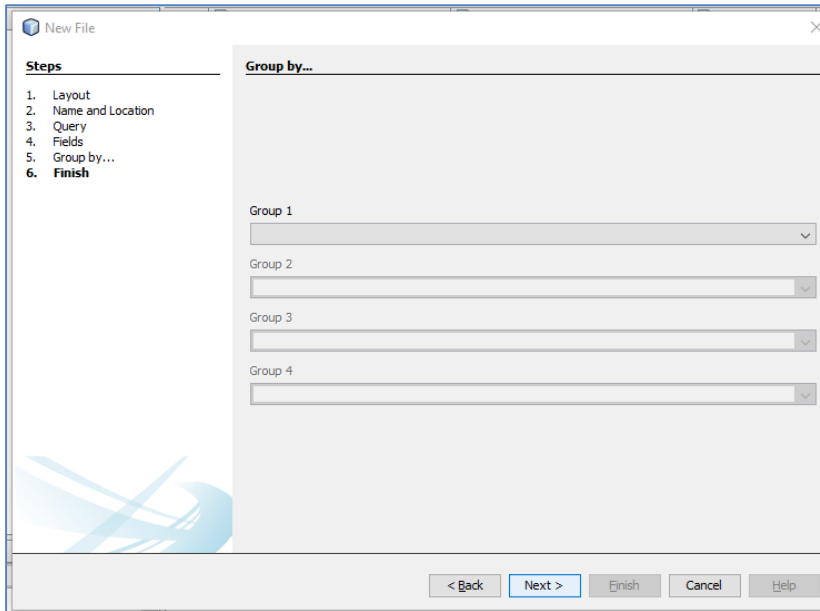 New File
Steps
1. Layout
2. Name and Location
3. Query
4. Fields
5. Group by...
6. Finish
Group by...
Group 1
Group 2
Group 3
Group 4
< Back
Next >
Finish
Cancel
Help